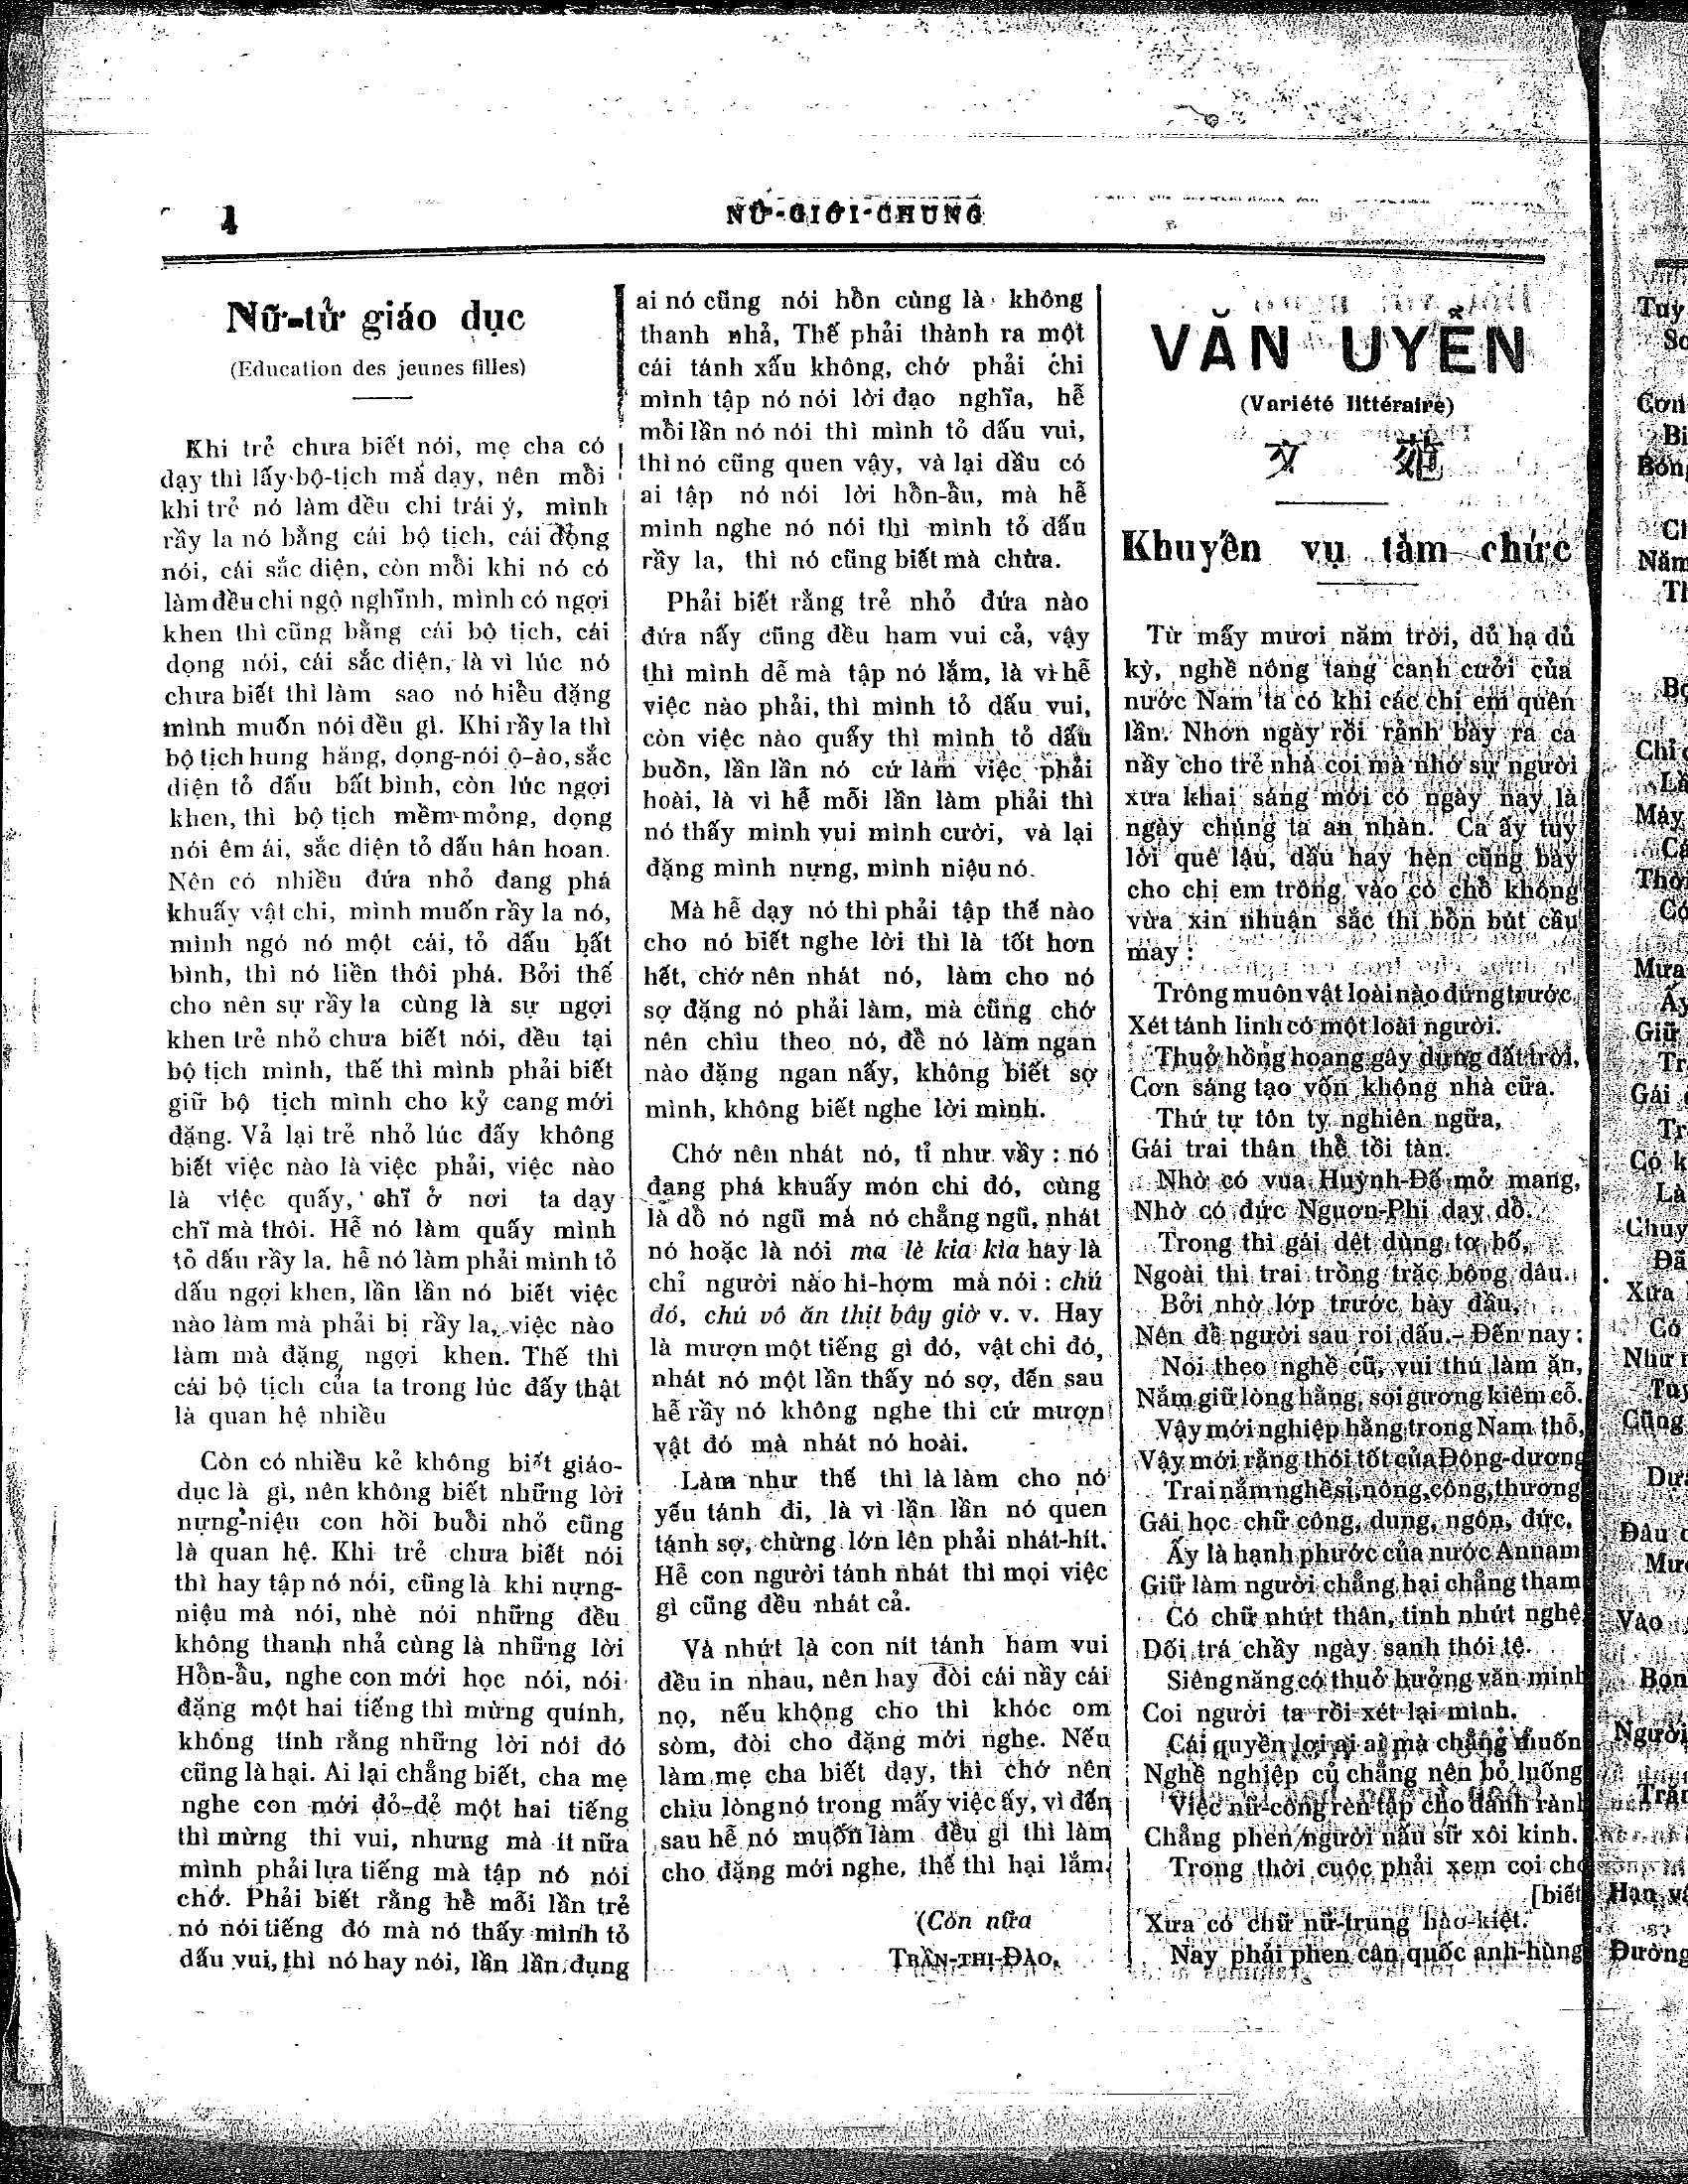 4
NỮ-GIỚI-CHUNG
Nữ-tử giáo dục
(Education des jeunes filles)
Khi trẻ chưa biết nói, mẹ cha có
dạy thì lấy bộ-tịch mà dạy, nên mỗi
khi trẻ nó làm đều chi trái ý, mình
rầy la nó bằng cái bộ tịch, cái dọng
nói, cái sắc diện, còn mỗi khi nó có
làm đều chi ngộ nghĩnh, mình có ngợi
khen thì cũng bằng cái bộ tịch, cái
dọng nói, cái sắc diện, là vì lúc nó
chưa biết thì làm sao nó hiểu đặng
mình muốn nói đều gì. Khi rầy la thì
bộ tịch hung hăng, dọng-nói ộ-ào, sắc
diện tỏ dấu bất bình, còn lúc ngợi
khen, thì bộ tịch mềm-mỏng, dọng
nói êm ái, sắc diện tỏ dấu hân hoan.
Nên có nhiều đứa nhỏ đang phá
khuấy vật chi, mình muốn rầy la nó,
mình ngó nó một cái, tỏ dấu bất
bình, thì nó liền thôi phá. Bởi thế
cho nên sự rầy la cùng là sự ngợi
khen trẻ nhỏ chưa biết nói, đều tại
bộ tịch mình, thế thì mình phải biết
giữ bộ tịch mình cho kỷ cang mới
đặng. Vả lại trẻ nhỏ lúc đấy không
biết việc nào là việc phải, việc nào
là việc quấy, chĩ ở nơi ta dạy
chĩ mà thôi. Hễ nó làm quấy mình
tỏ dấu rầy la, hễ nó làm phải mình tỏ
dấu ngợi khen, lần lần nó biết việc
nào làm mà phải bị rầy la, việc nào
làm mà đặng ngợi khen. Thế thì
cái bộ tịch của ta trong lúc đấy thật
là quan hệ nhiều
Còn có nhiều kẻ không biết giáo-
dục là gì, nên không biết những lời
nựng-niệu con hồi buổi nhỏ cũng
là quan hệ. Khi trẻ chưa biết nói
thì hay tập nó nói, cũng là khi nựng-
niệu mà nói, nhè nói những đều
không thanh nhả cùng là những lời
Hỗn-ẩu, nghe con mới học nói, nói
đặng một hai tiếng thì mừng quính,
không tính rằng những lời nói đó
cũng là hại. Ai lại chẳng biết, cha mẹ
nghe con mới đỏ-đẻ một hai tiếng
thì mừng thì vui, nhưng mà ít nữa
mình phải lựa tiếng mà tập nó nói
chớ. Phải biết rằng hề mỗi lần trẻ
nó nói tiếng đó mà nó thấy mình tỏ
dấu vui, thì nó hay nói, lần lần đụng
ai nó cũng nói hỗn cùng là không
thanh nhả, Thế phải thành ra một
cái tánh xấu không, chớ phải chi
mình tập nó nói lời đạo nghĩa, hễ
mỗi lần nó nói thì mình tỏ dấu vui,
thì nó cũng quen vậy, và lại dầu có
ai tập nó nói lời hỗn-ẩu, mà hễ
mình nghe nó nói thì mình tỏ dấu
rầy la, thì nó cũng biết mà chừa.
Phải biết rằng trẻ nhỏ đứa nào
đứa nấy cũng đều ham vui cả, vậy
thì mình dễ mà tập nó lắm, là vì hễ
việc nào phải, thì mình tỏ dấu vui,
còn việc nào quấy thì mình tỏ dấu
buồn, lần lần nó cứ làm việc phải
hoài, là vì hễ mỗi lần làm phải thì
nó thấy mình vui mình cười, và lại
đặng mình nựng, mình niệu nó.
Mà hễ dạy nó thì phải tập thế nào
cho nó biết nghe lời thì là tốt hơn
hết, chớ nên nhát nó, làm cho nó
sợ đặng nó phải làm, mà cũng chớ
nên chìu theo nó, để nó làm ngan
nào đặng ngan nấy, không biết sợ
mình, không biết nghe lời mình.
Chớ nên nhát nó, tỉ như vầy: nó
đang phá khuấy món chi đó, cùng
là dỗ nó ngũ mà nó chẳng ngũ, nhát
nó hoặc là nói ma lè kia kìa hay là
chỉ người nào hì-hợm mà nói: chú
đó, chú vô ăn thịt bây giờ v. v. Hay
là mượn một tiếng gì đó, vật chi đó,
nhát nó một lần thấy nó sợ, đến sau
hễ rầy nó không nghe thì cứ mượn
vật đó mà nhát nó hoài.
Làm như thế thì là làm cho nó
yếu tánh đi, là vì lần lần nó quen
tánh sợ, chừng lớn lên phải nhát-hít.
Hễ con người tánh nhát thì mọi việc
gì cũng đều nhát cả.
Và nhứt là con nít tánh ham vui
đều in nhau, nên hay đòi cái nầy cái
nọ, nếu không cho thì khóc om
sòm, đòi cho đặng mới nghe. Nếu
làm mẹ cha biết dạy, thì chớ nên
chìu lòng nó trong mấy việc ấy, vì đến
sau hễ nó muốn làm đều gì thì làm
cho đặng mới nghe, thế thì hại lắm.
(Còn nữa
TRẦN-THỊ-ĐÀO.
VĂN UYỂN
(Variété littéraire)
文 苑
Khuyến vụ tàm chức
Từ mấy mươi năm trời, dủ hạ dủ
kỳ, nghề nông tang canh cưởi của
nước Nam ta có khi các chị em quên
lần. Nhơn ngày rồi rảnh bày ra ca
nầy cho trẻ nhà coi mà nhớ sự người
xưa khai sáng mới có ngày nay là
ngày chúng ta an nhàn. Ca ấy tuy
lời quê lậu, dầu hay hèn cũng bày
cho chị em trông vào có chỗ không
vừa xin nhuận sắc thì bổn bút cầu
may:
Trông muôn vật loài nào đứng trước,
Xét tánh linh có một loài người.
Thuở hồng hoang gây dựng đất trời,
Cơn sáng tạo vốn không nhà cữa.
Thứ tự tôn ty nghiên ngữa,
Gái trai thân thể tồi tàn.
Nhờ có vua Huỳnh-Đế mở mang,
Nhờ có đức Nguơn-Phi dạy dỗ.
Trong thì gái dệt dùng tơ bố,
Ngoài thì trai trồng trặc bông dâu.
Bởi nhờ lớp trước bày đầu,
Nên để người sau roi dấu.– Đến nay:
Noi theo nghề cũ, vui thú làm ăn,
Nắm giữ lòng hằng, soi gương kiêm cỗ.
Vậy mới nghiệp hằng trong Nam thổ,
Vậy mới rằng thói tốt của Đông-dương
Trai nắm nghề sĩ, nông, công, thương
Gái học chữ công, dung, ngôn, đức,
Ấy là hạnh phước của nước Annam
Giữ làm người chẳng hại chẳng tham
Có chữ nhứt thân, tinh nhứt nghệ
Dối trá chầy ngày sanh thói tệ.
Siêng năng có thuở hưởng văn minh
Coi người ta rồi xét lại mình.
Cái quyền lợi ai ai mà chẳng muốn
Nghề nghiệp củ chẳng nên bỏ luống
Việc nữ-công rèn tập cho dành rành
Chẳng phen người nấu sữ xôi kinh.
Trong thời cuộc phải xem coi cho
[biết
Xưa có chữ nữ-trung hào-kiệt.
Nay phải phen cân quốc anh-hùng